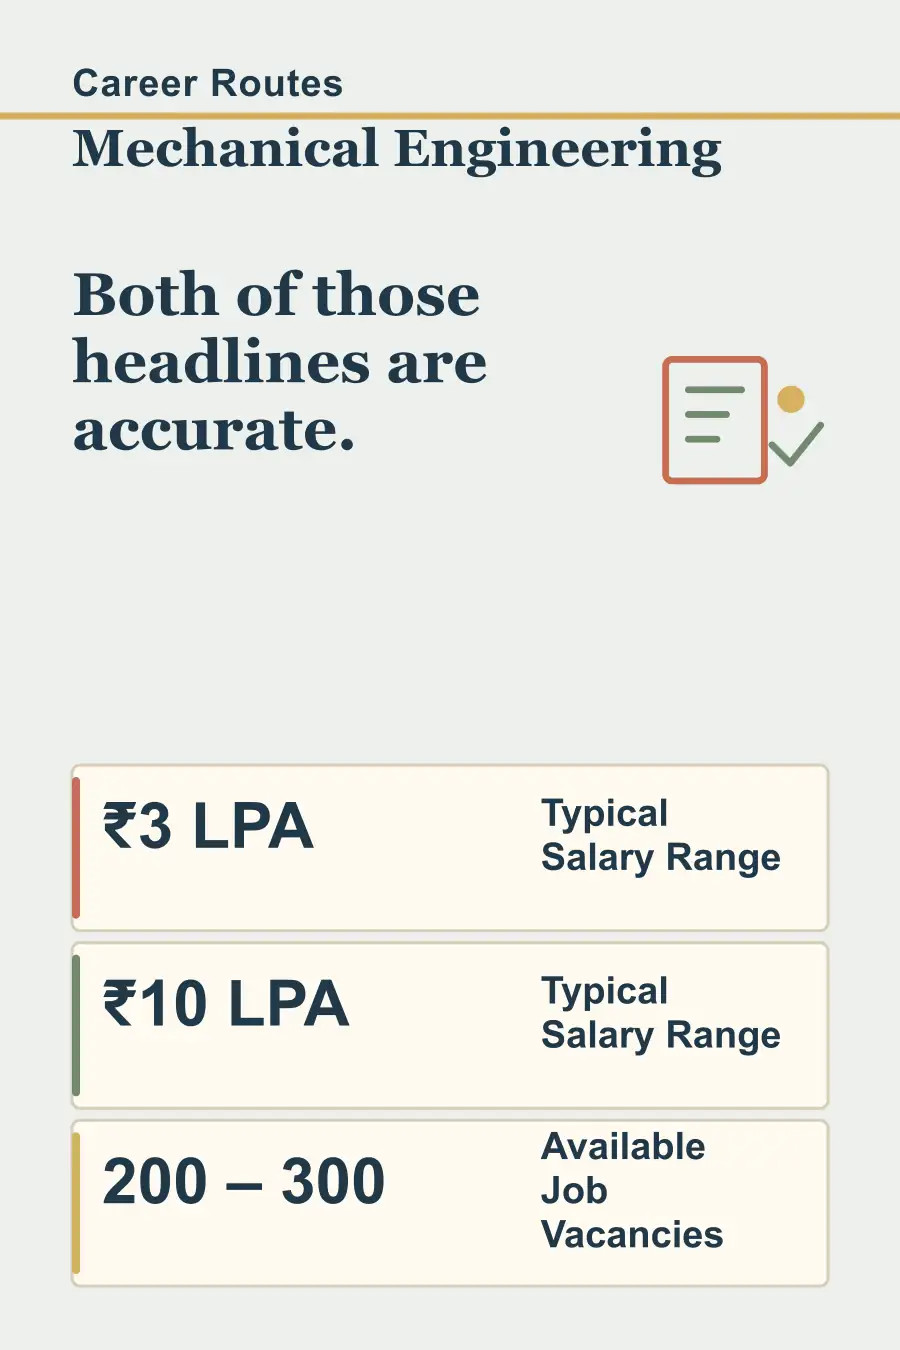 Career Routes
Mechanical Engineering
Both of those
headlines are
accurate.
₹3 LPA
Typical
Salary Range
₹10 LPA
Typical
Salary Range
200 – 300
Available
Job
Vacancies